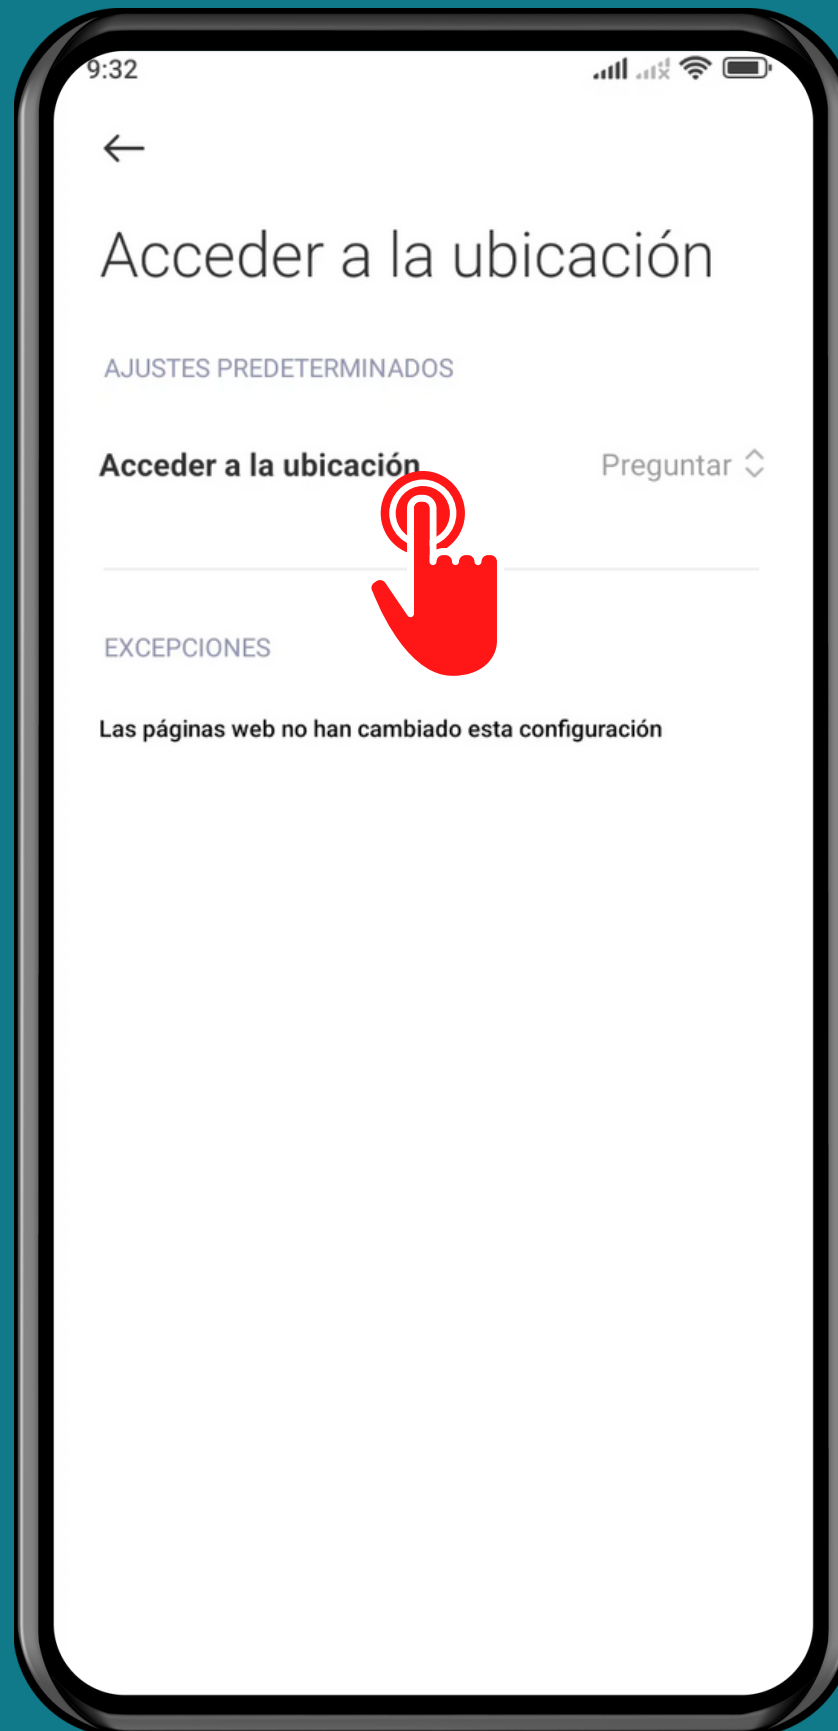 9:32
Acceder a la ubicación
AJUSTES PREDETERMINADOS
Acceder a la ubicación Preguntar
EXCEPCIONES
Las páginas web no han cambiado esta configuración